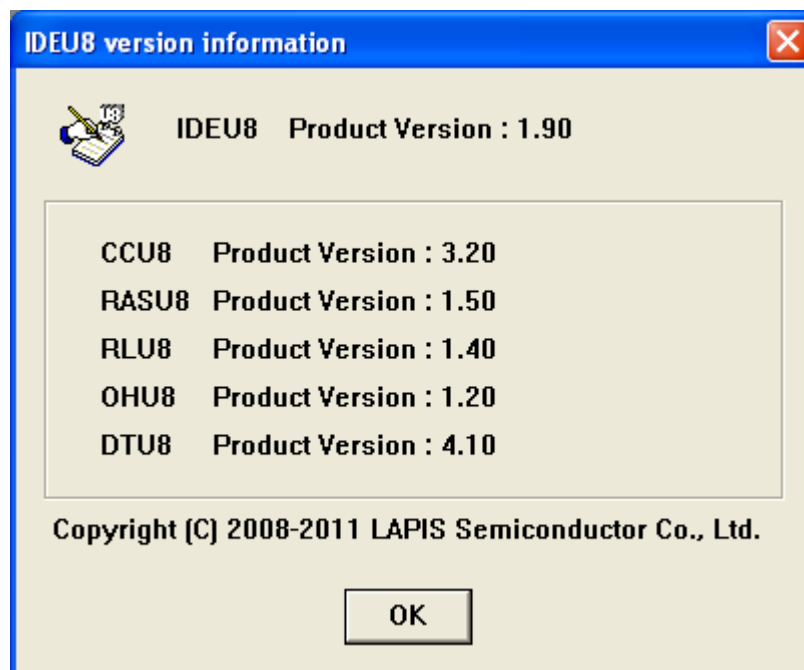 IDEU8 version information
IDEU8 Product Version : 1.90
CCU8 Product Version : 3.20
RASU8 Product Version : 1.50
RLU8 Product Version : 1.40
OHU8 Product Version : 1.20
DTU8 Product Version : 4.10
Copyright (C) 2008-2011 LAPIS Semiconductor Co., Ltd.
OK